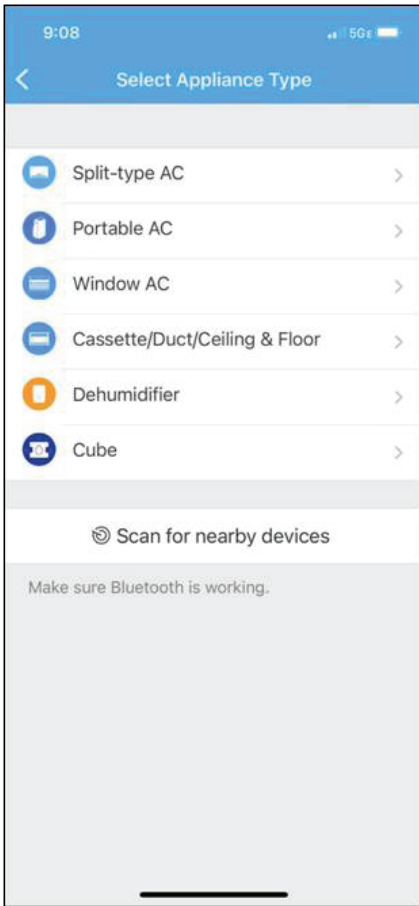 9:08
5GE
Select Appliance Type
Split-type AC
Portable AC
Window AC
Cassette/Duct/Ceiling & Floor
Dehumidifier
Cube
Scan for nearby devices
Make sure Bluetooth is working.